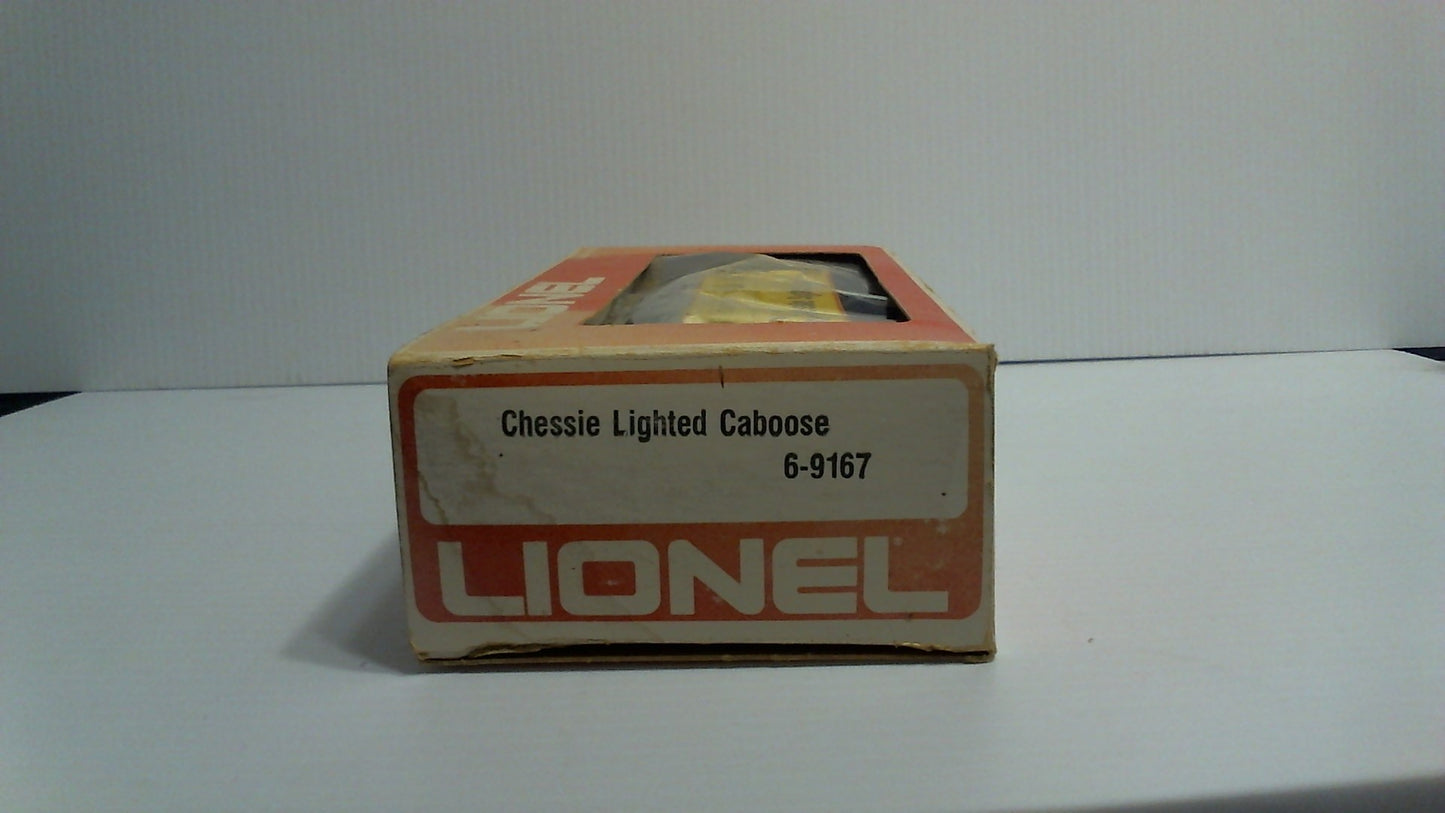 LIONEL
Chessie Lighted Caboose
6-9167
LIONEL